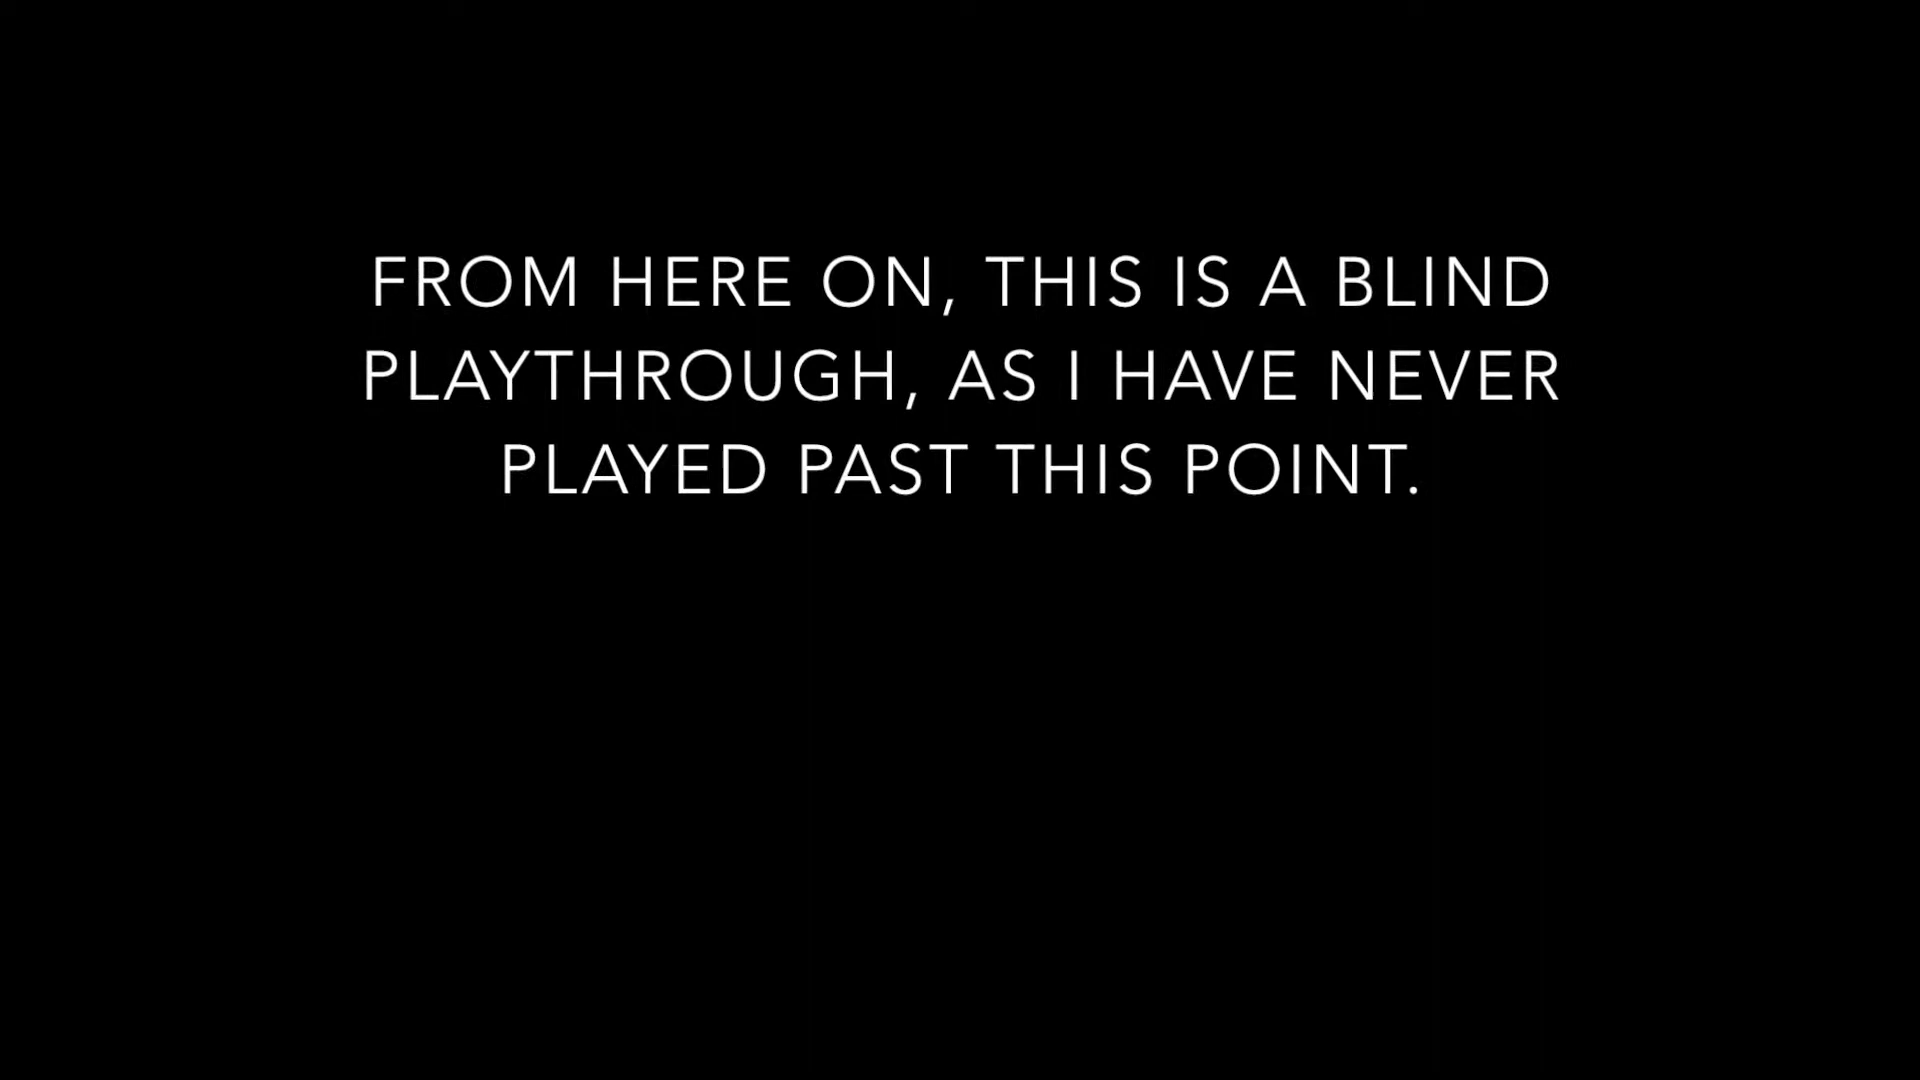 FROM HERE ON, THIS IS A BLIND
PLAYTHROUGH, AS I HAVE NEVER
PLAYED PAST THIS POINT.